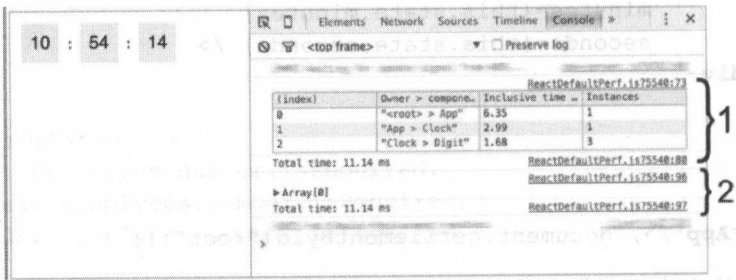 10 : 54 : 14
Elements Network Sources Timeline Console »
<top frame> ▼ Preserve log
ReactDefaultPerf.js?5540:73
(index) Owner > compone… Inclusive time … Instances
0 "<root> > App" 6.35 1
1 "App > Clock" 2.99 1
2 "Clock > Digit" 1.68 3
Total time: 11.14 ms ReactDefaultPerf.js?5540:80
ReactDefaultPerf.js?5540:96
Array[0]
Total time: 11.14 ms ReactDefaultPerf.js?5540:97
1
2